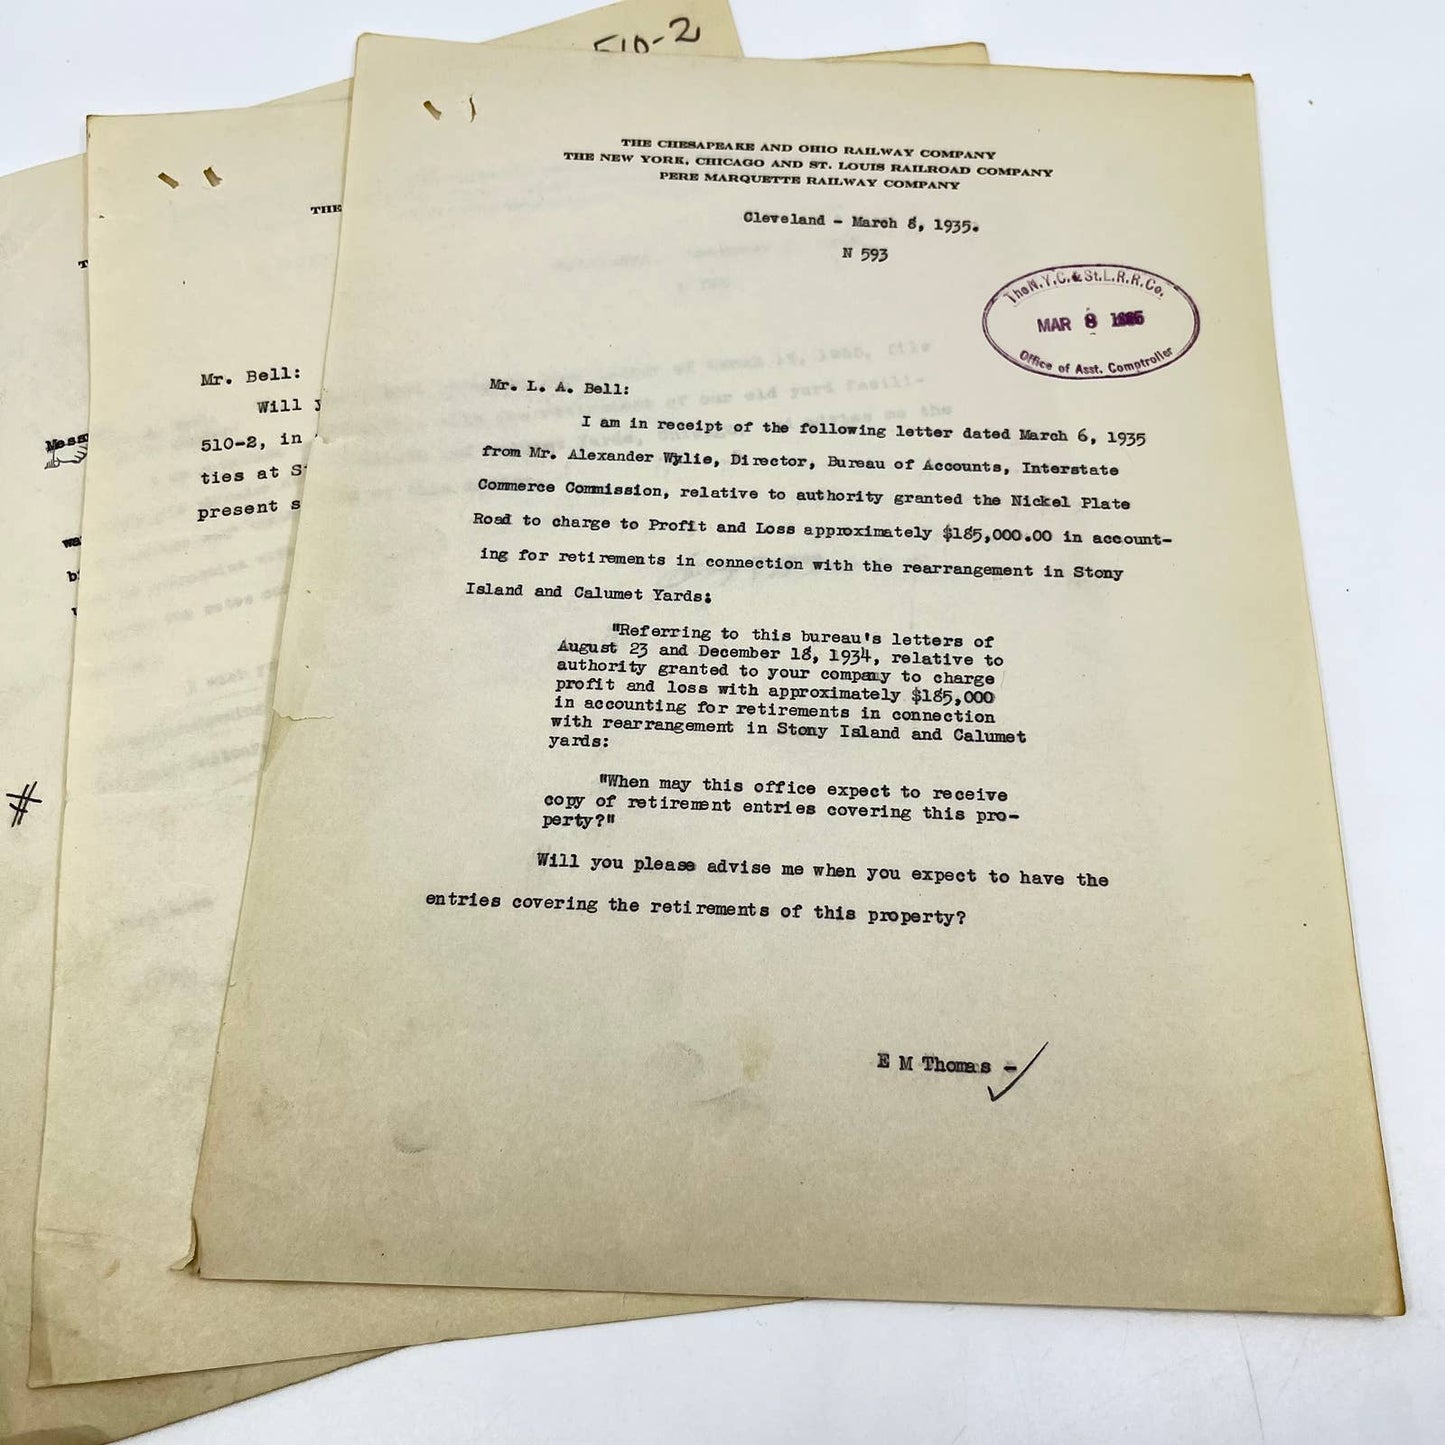 510-2
THE CHESAPEAKE AND OHIO RAILWAY COMPANY
THE NEW YORK, CHICAGO AND ST. LOUIS RAILROAD COMPANY
PERE MARQUETTE RAILWAY COMPANY
Cleveland - March 8, 1935.
N 593
The N.Y.C. & St.L.R.R.Co.
MAR 8 1935
Office of Asst. Comptroller
Mr. L. A. Bell:
I am in receipt of the following letter dated March 6, 1935
from Mr. Alexander Wylie, Director, Bureau of Accounts, Interstate
Commerce Commission, relative to authority granted the Nickel Plate
Road to charge to Profit and Loss approximately $185,000.00 in account-
ing for retirements in connection with the rearrangement in Stony
Island and Calumet Yards:
"Referring to this bureau's letters of
August 23 and December 18, 1934, relative to
authority granted to your company to charge
profit and loss with approximately $185,000
in accounting for retirements in connection
with rearrangement in Stony Island and Calumet
yards:
"When may this office expect to receive
copy of retirement entries covering this pro-
perty?"
Will you please advise me when you expect to have the
entries covering the retirements of this property?
E M Thomas -
THE
Mr. Bell:
Will
510-2, in
ties at
present
#